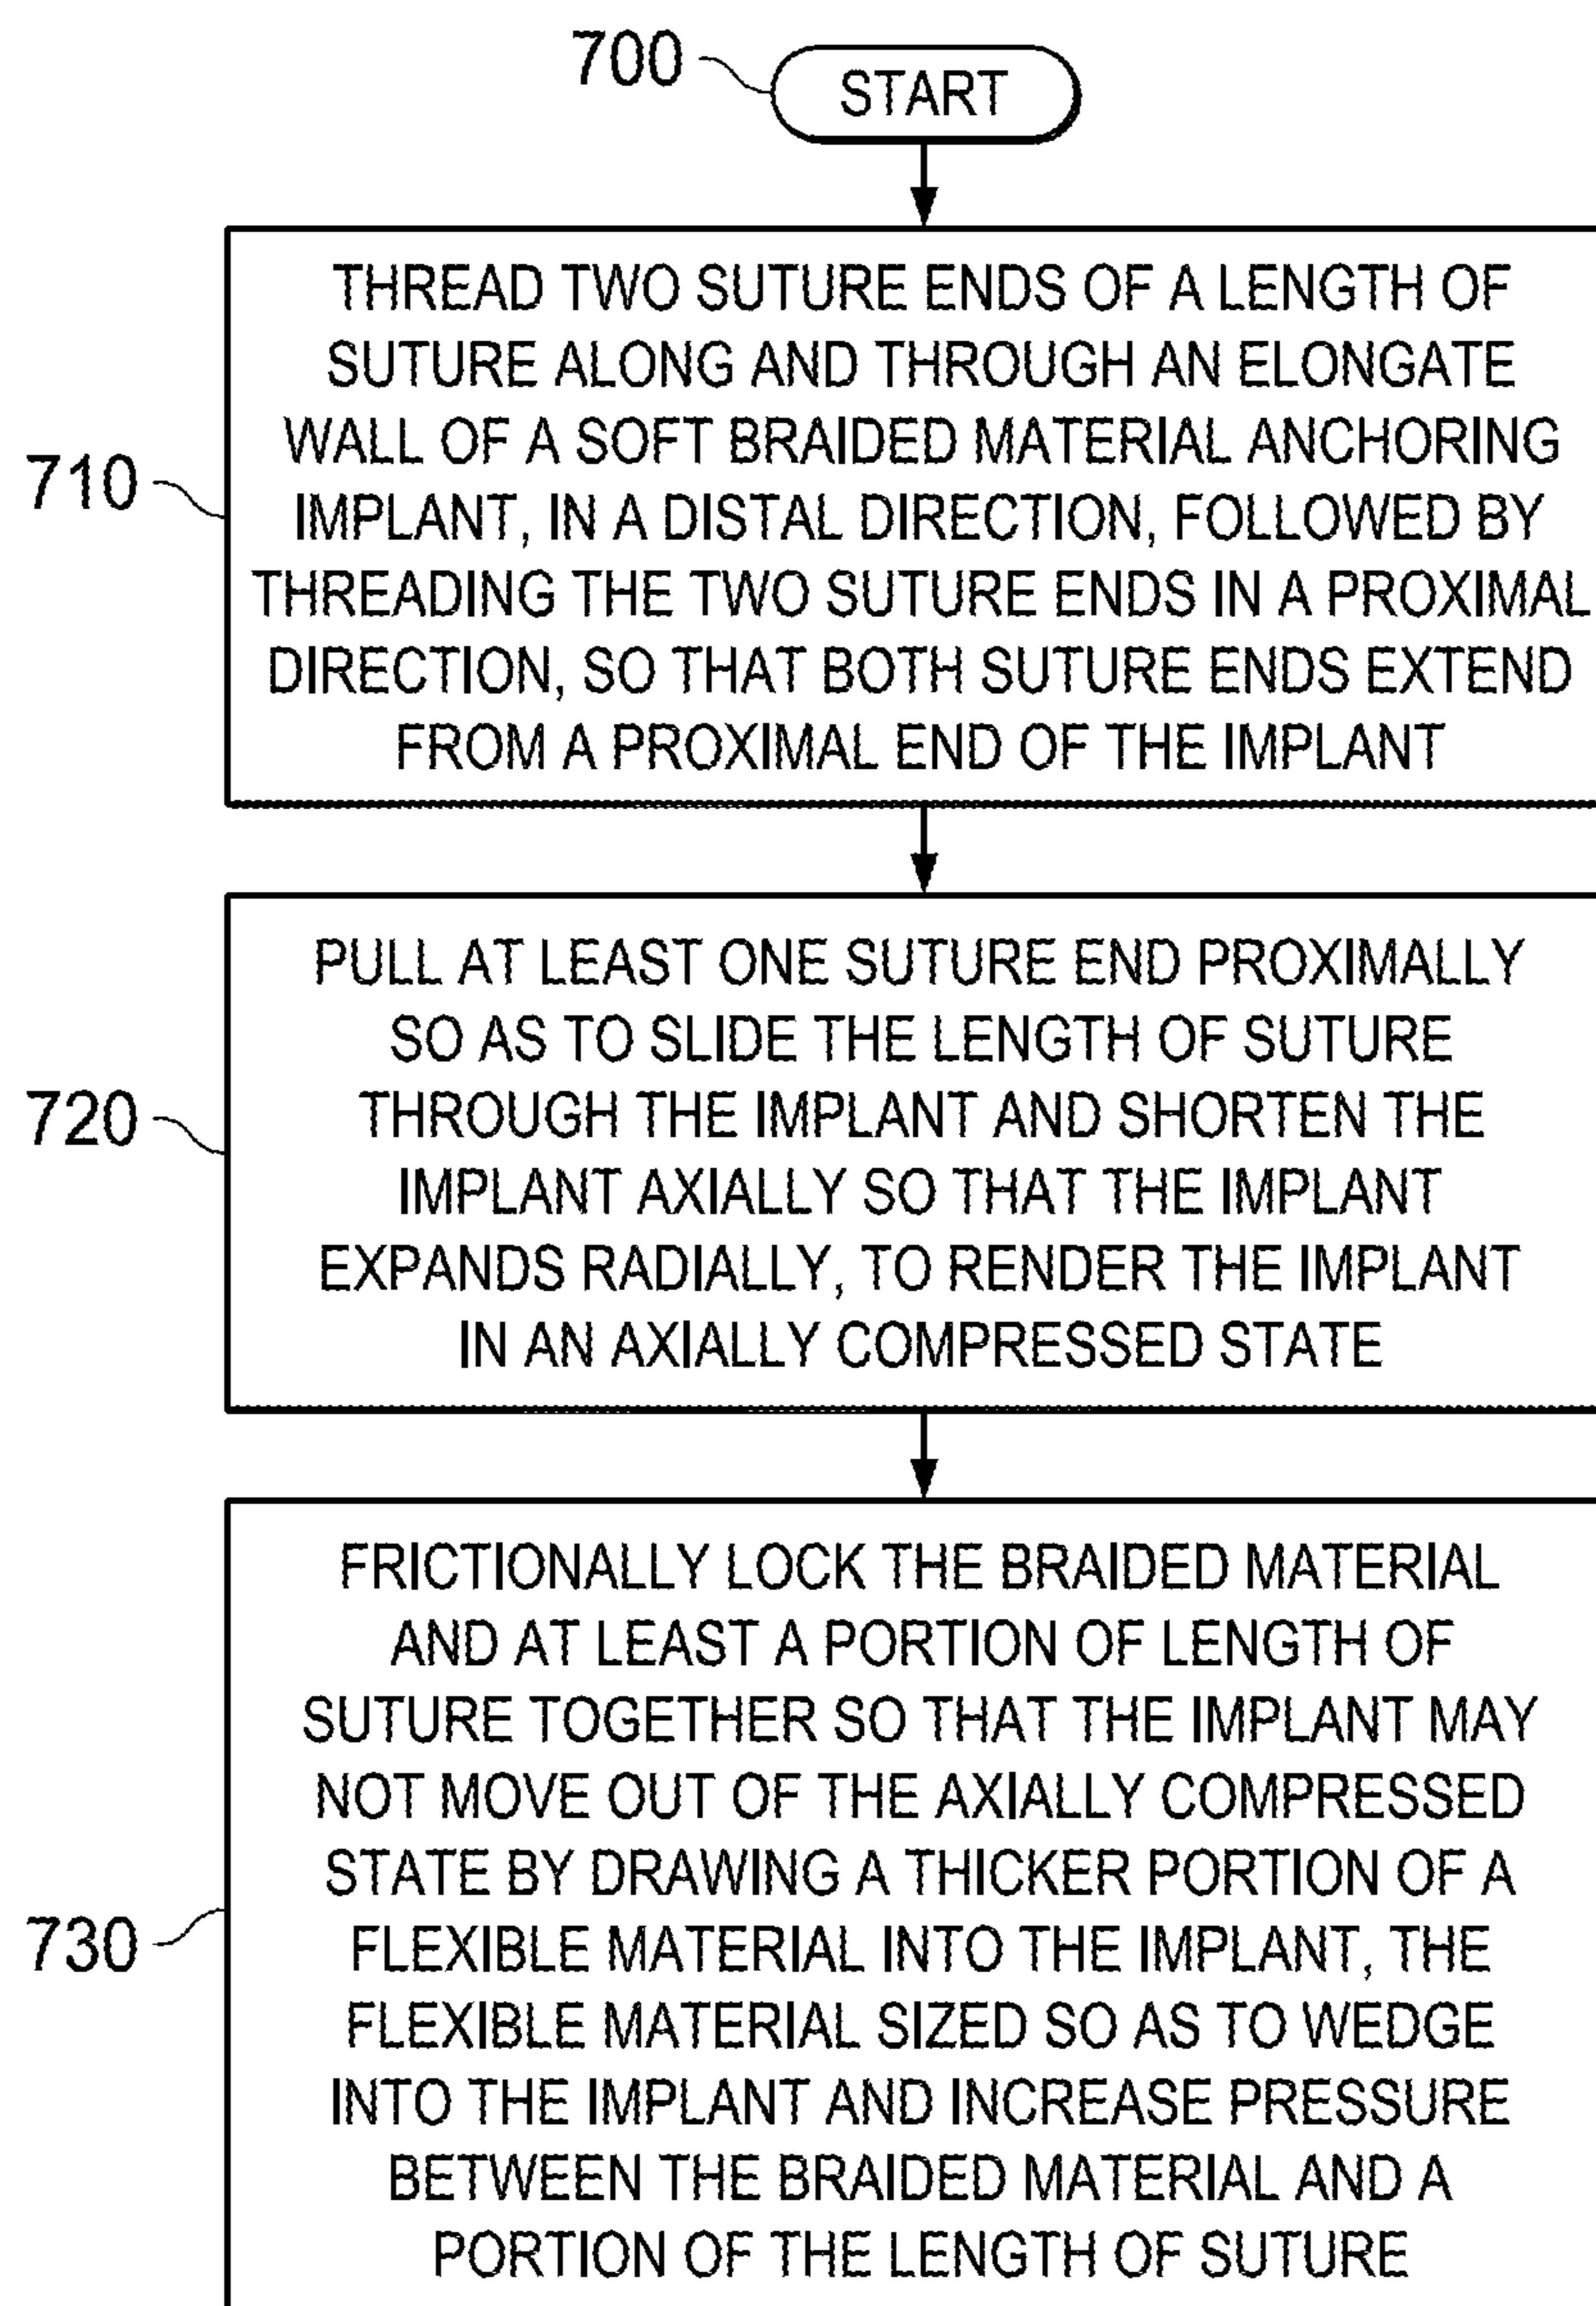 700
START
710
THREAD TWO SUTURE ENDS OF A LENGTH OF
SUTURE ALONG AND THROUGH AN ELONGATE
WALL OF A SOFT BRAIDED MATERIAL ANCHORING
IMPLANT, IN A DISTAL DIRECTION, FOLLOWED BY
THREADING THE TWO SUTURE ENDS IN A PROXIMAL
DIRECTION, SO THAT BOTH SUTURE ENDS EXTEND
FROM A PROXIMAL END OF THE IMPLANT
720
PULL AT LEAST ONE SUTURE END PROXIMALLY
SO AS TO SLIDE THE LENGTH OF SUTURE
THROUGH THE IMPLANT AND SHORTEN THE
IMPLANT AXIALLY SO THAT THE IMPLANT
EXPANDS RADIALLY, TO RENDER THE IMPLANT
IN AN AXIALLY COMPRESSED STATE
730
FRICTIONALLY LOCK THE BRAIDED MATERIAL
AND AT LEAST A PORTION OF LENGTH OF
SUTURE TOGETHER SO THAT THE IMPLANT MAY
NOT MOVE OUT OF THE AXIALLY COMPRESSED
STATE BY DRAWING A THICKER PORTION OF A
FLEXIBLE MATERIAL INTO THE IMPLANT, THE
FLEXIBLE MATERIAL SIZED SO AS TO WEDGE
INTO THE IMPLANT AND INCREASE PRESSURE
BETWEEN THE BRAIDED MATERIAL AND A
PORTION OF THE LENGTH OF SUTURE